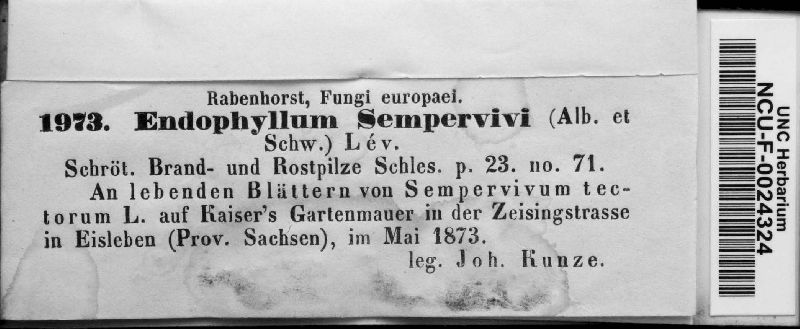 Rabenhorst, Fungi europaei.
1973. Endophyllum Sempervivi (Alb. et
Schw.) Lév.
Schröt. Brand- und Rostpilze Schles. p. 23. no. 71.
An lebenden Blättern von Sempervivum tec-
torum L. auf Kaiser's Gartenmauer in der Zeisingstrasse
in Eisleben (Prov. Sachsen), im Mai 1873.
leg. Joh. Kunze.
UNC Herbarium
NCU-F-0024324